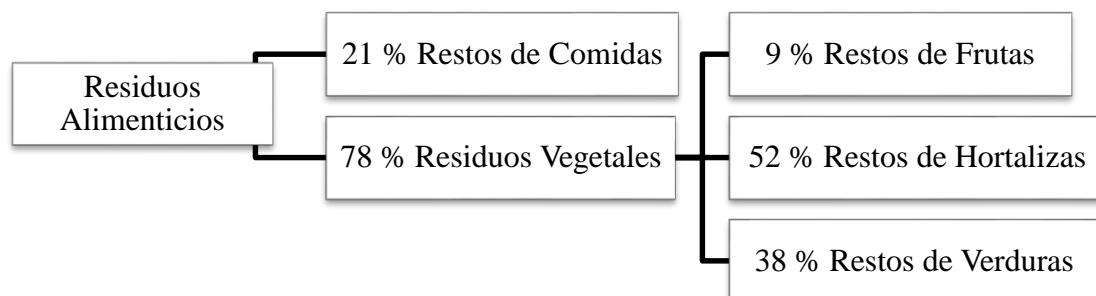 Residuos
Alimenticios
21 % Restos de Comidas
78 % Residuos Vegetales
9 % Restos de Frutas
52 % Restos de Hortalizas
38 % Restos de Verduras